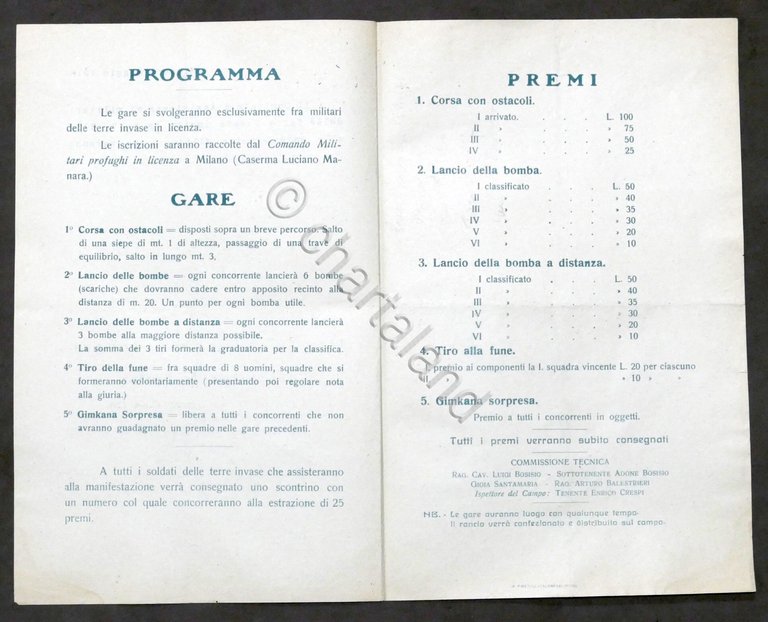 PROGRAMMA
Le gare si svolgeranno esclusivamente fra militari
delle terre invase in licenza.
Le iscrizioni saranno raccolte dal Comando Mili-
tari profughi in licenza a Milano (Caserma Luciano Ma-
nara.)
GARE
1° Corsa con ostacoli = disposti sopra un breve percorso. Salto
di una siepe di mt. 1 di altezza, passaggio di una trave di
equilibrio, salto in lungo mt. 3.
2° Lancio delle bombe = ogni concorrente lancierà 6 bombe
(scariche) che dovranno cadere entro apposito recinto alla
distanza di m. 20. Un punto per ogni bomba utile.
3° Lancio delle bombe a distanza = ogni concorrente lancierà
3 bombe alla maggiore distanza possibile.
La somma dei 3 tiri formerà la graduatoria per la classifica.
4° Tiro della fune = fra squadre di 8 uomini, squadre che si
formeranno volontariamente (presentando poi regolare nota
alla giuria.)
5° Gimkana Sorpresa = libera a tutti i concorrenti che non
avranno guadagnato un premio nelle gare precedenti.
A tutti i soldati delle terre invase che assisteranno
alla manifestazione verrà consegnato uno scontrino con
un numero col quale concorreranno alla estrazione di 25
premi.
PREMI
1. Corsa con ostacoli.
I arrivato. . . . L. 100
II » . . . » 75
III » . . . » 50
IV » . . . » 25
2. Lancio della bomba.
I classificato . . . L. 50
II » . . . » 40
III » . . . » 35
IV » . . . » 30
V » . . . » 20
VI » . . . » 10
3. Lancio della bomba a distanza.
I classificato . . . L. 50
II » . . . » 40
III » . . . » 35
IV » . . . » 30
V » . . . » 20
VI » . . . » 10
4. Tiro alla fune.
I premio ai componenti la I. squadra vincente L. 20 per ciascuno
II » » » 10 » »
5. Gimkana sorpresa.
Premio a tutti i concorrenti in oggetti.
Tutti i premi verranno subito consegnati
COMMISSIONE TECNICA
RAG. CAV. LUIGI BOSISIO - SOTTOTENENTE ADONE BOSISIO
GIOIA SANTAMARIA - RAG. ARTURO BALESTRIERI
Ispettore del Campo: TENENTE ENRICO CRESPI
NB. - Le gare avranno luogo con qualunque tempo.
Il rancio verrà confezionato e distribuito sul campo.
© chartaland